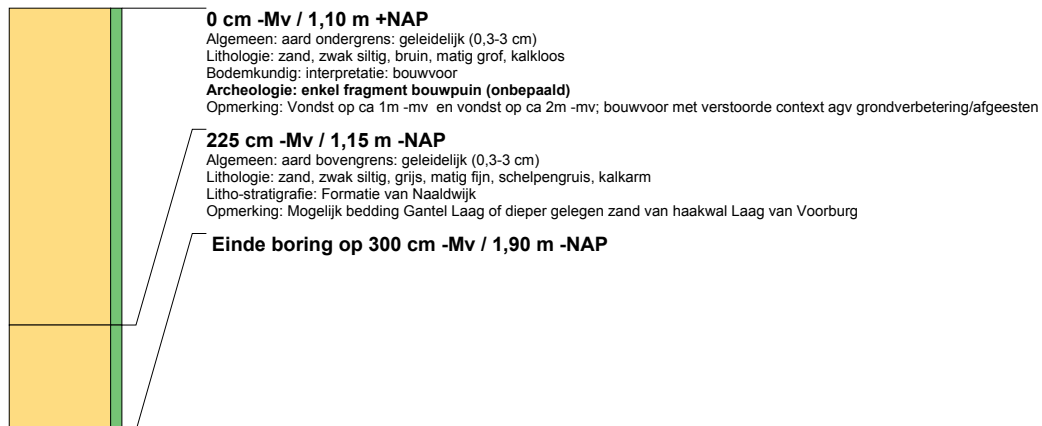 0 cm -Mv / 1,10 m +NAP
Algemeen: aard ondergrens: geleidelijk (0,3-3 cm)
Lithologie: zand, zwak siltig, bruin, matig grof, kalkloos
Bodemkundig: interpretatie: bouwvoor
Archeologie: enkel fragment bouwpuin (onbepaald)
Opmerking: Vondst op ca 1m -mv en vondst op ca 2m -mv; bouwvoor met verstoorde context agv grondverbetering/afgeesten
225 cm -Mv / 1,15 m -NAP
Algemeen: aard bovengrens: geleidelijk (0,3-3 cm)
Lithologie: zand, zwak siltig, grijs, matig fijn, schelpengruis, kalkarm
Litho-stratigrafie: Formatie van Naaldwijk
Opmerking: Mogelijk bedding Gantel Laag of dieper gelegen zand van haakwal Laag van Voorburg
Einde boring op 300 cm -Mv / 1,90 m -NAP